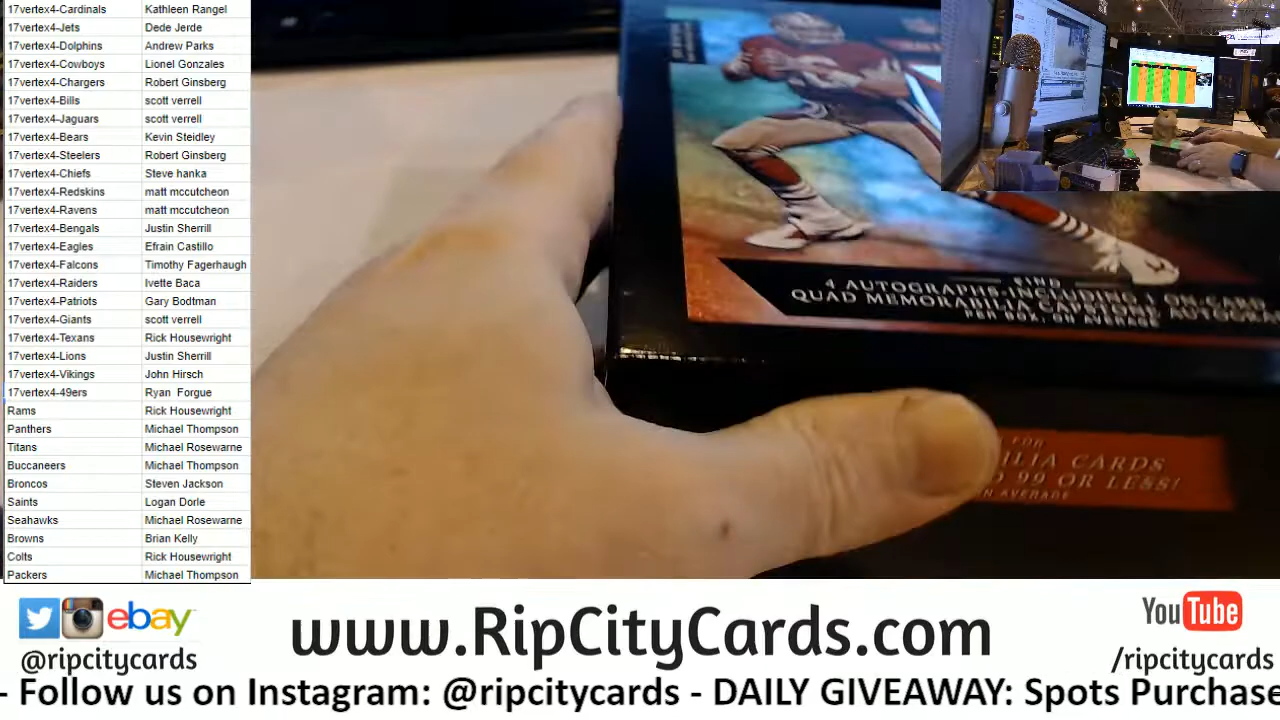 17vertex4-Cardinals Kathleen Rangel
17vertex4-Jets Dede Jerde
17vertex4-Dolphins Andrew Parks
17vertex4-Cowboys Lionel Gonzales
17vertex4-Chargers Robert Ginsberg
17vertex4-Bills scott verrell
17vertex4-Jaguars scott verrell
17vertex4-Bears Kevin Steidley
17vertex4-Steelers Robert Ginsberg
17vertex4-Chiefs Steve hanka
17vertex4-Redskins matt mccutcheon
17vertex4-Ravens matt mccutcheon
17vertex4-Bengals Justin Sherrill
17vertex4-Eagles Efrain Castillo
17vertex4-Falcons Timothy Fagerhaugh
17vertex4-Raiders Ivette Baca
17vertex4-Patriots Gary Bodtman
17vertex4-Giants scott verrell
17vertex4-Texans Rick Housewright
17vertex4-Lions Justin Sherrill
17vertex4-Vikings John Hirsch
17vertex4-49ers Ryan Forgue
Rams Rick Housewright
Panthers Michael Thompson
Titans Michael Rosewarne
Buccaneers Michael Thompson
Broncos Steven Jackson
Saints Logan Dorle
Seahawks Michael Rosewarne
Browns Brian Kelly
Colts Rick Housewright
Packers Michael Thompson
FIND
4 AUTOGRAPHS-INCLUDING 1 ON-CARD
QUAD MEMORABILIA
PER BOX, ON AVERAGE
FOR
CARDS
99 OR LESS!
AVERAGE
ebay
@ripcitycards
www.RipCityCards.com
YouTube
/ripcitycards
- Follow us on Instagram: @ripcitycards - DAILY GIVEAWAY: Spots Purchase